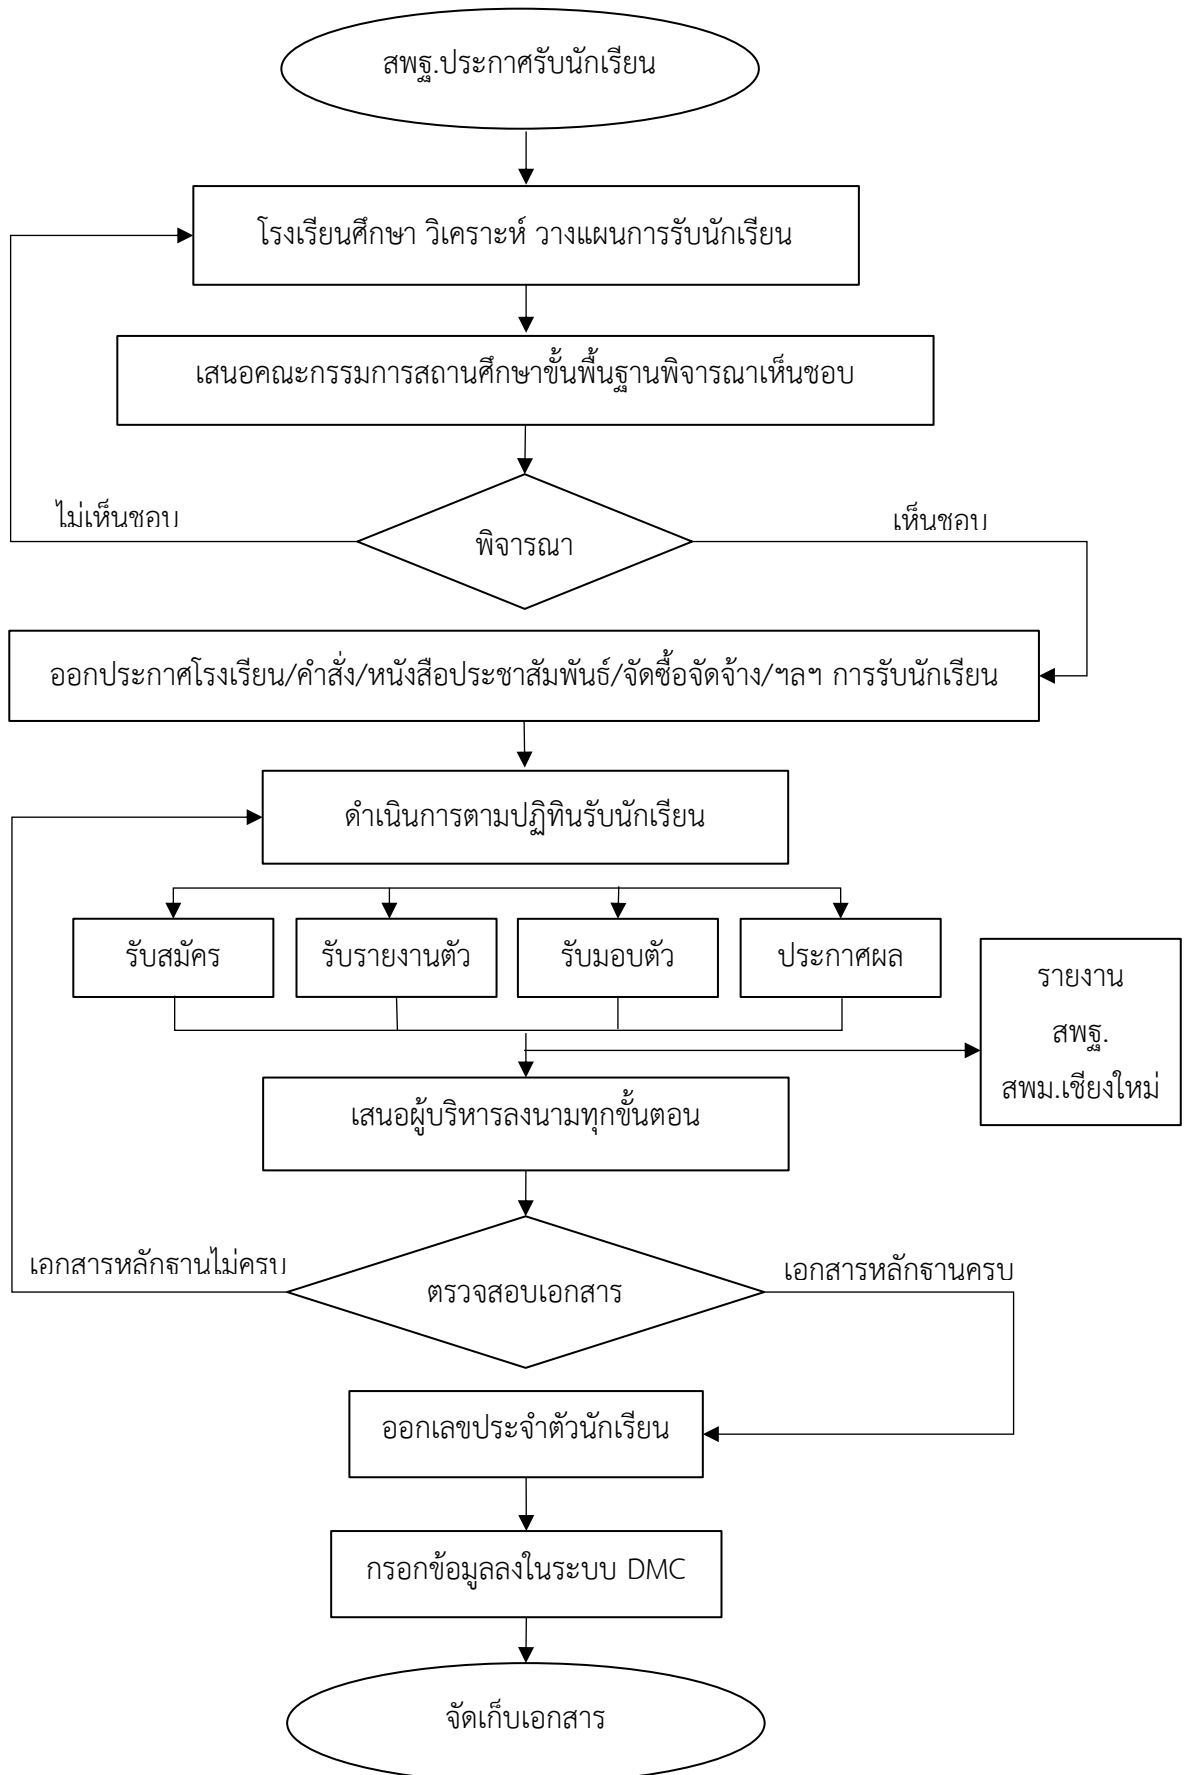 สพฐ.ประกาศรับนักเรียน
โรงเรียนศึกษา วิเคราะห์ วางแผนการรับนักเรียน
เสนอคณะกรรมการสถานศึกษาขั้นพื้นฐานพิจารณาเห็นชอบ
ไม่เห็นชอบ
เห็นชอบ
พิจารณา
ออกประกาศโรงเรียน/คำสั่ง/หนังสือประชาสัมพันธ์/จัดซื้อจัดจ้าง/ฯลฯ การรับนักเรียน
ดำเนินการตามปฏิทินรับนักเรียน
รับสมัคร
รับรายงานตัว
รับมอบตัว
ประกาศผล
รายงาน
สพฐ.
สพม.เชียงใหม่
เสนอผู้บริหารลงนามทุกขั้นตอน
เอกสารหลักฐานไม่ครบ
เอกสารหลักฐานครบ
ตรวจสอบเอกสาร
ออกเลขประจำตัวนักเรียน
กรอกข้อมูลลงในระบบ DMC
จัดเก็บเอกสาร